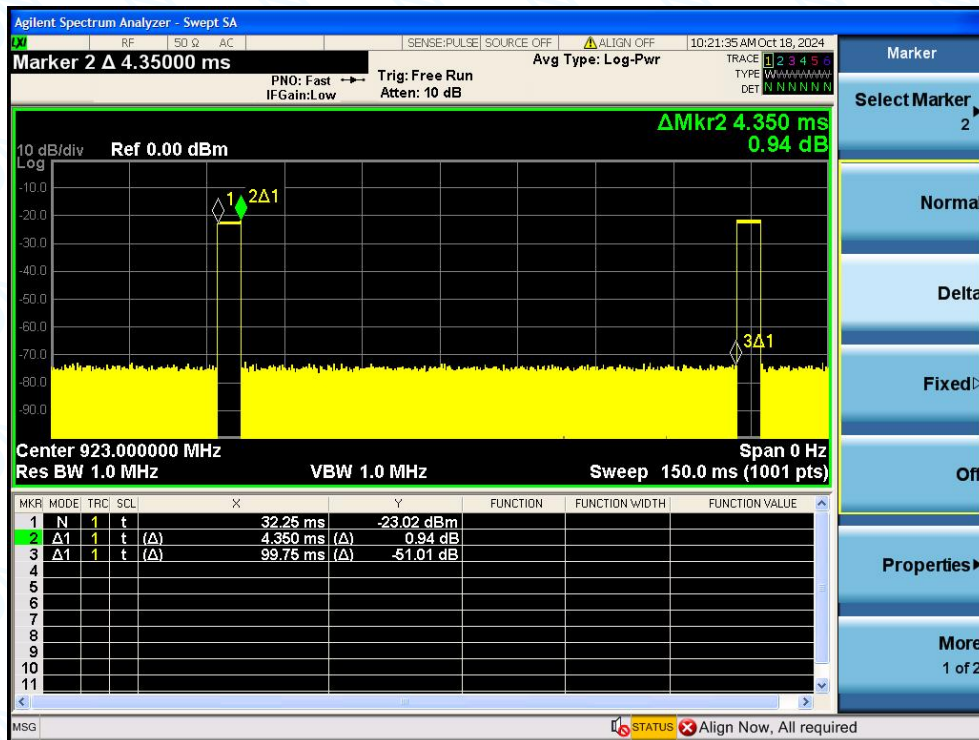 Agilent Spectrum Analyzer - Swept SA
LXI RF 50 Ω AC SENSE:PULSE SOURCE OFF ALIGN OFF 10:21:35 AM Oct 18, 2024
Marker 2 Δ 4.35000 ms
PNO: Fast
IFGain:Low
Trig: Free Run
Atten: 10 dB
Avg Type: Log-Pwr
TRACE 1 2 3 4 5 6
TYPE WWWWWW
DET N N N N N N
ΔMkr2 4.350 ms
0.94 dB
10 dB/div Ref 0.00 dBm
Log
-10.0
-20.0
-30.0
-40.0
-50.0
-60.0
-70.0
-80.0
-90.0
1 2Δ1
3Δ1
Center 923.000000 MHz Span 0 Hz
Res BW 1.0 MHz VBW 1.0 MHz Sweep 150.0 ms (1001 pts)
MKR MODE TRC SCL X Y FUNCTION FUNCTION WIDTH FUNCTION VALUE
1 N 1 t 32.25 ms -23.02 dBm
2 Δ1 1 t (Δ) 4.350 ms (Δ) 0.94 dB
3 Δ1 1 t (Δ) 99.75 ms (Δ) -51.01 dB
4
5
6
7
8
9
10
11
MSG STATUS Align Now, All required
Marker
Select Marker
2
Norma
Delta
Fixed
Off
Properties
More
1 of 2